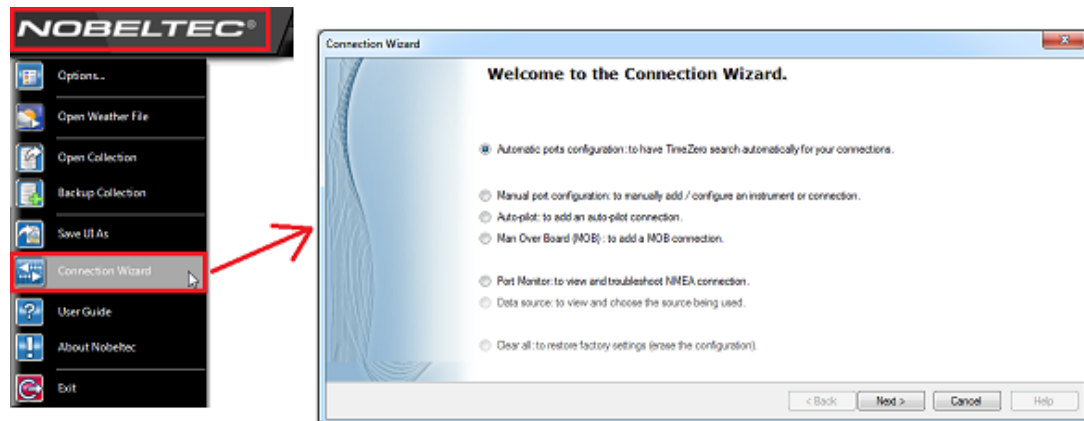 NOBELTEC®
Options...
Open Weather File
Open Collection
Backup Collection
Save UI As
Connection Wizard
User Guide
About Nobeltec
Exit
Connection Wizard
Welcome to the Connection Wizard.
Automatic ports configuration: to have TimeZero search automatically for your connections.
Manual port configuration: to manually add / configure an instrument or connection.
Auto-pilot: to add an auto-pilot connection.
Man Over Board (MOB) : to add a MOB connection.
Port Monitor: to view and troubleshoot NMEA connection.
Data source: to view and choose the source being used.
Clear all: to restore factory settings (erase the configuration).
< Back
Next >
Cancel
Help